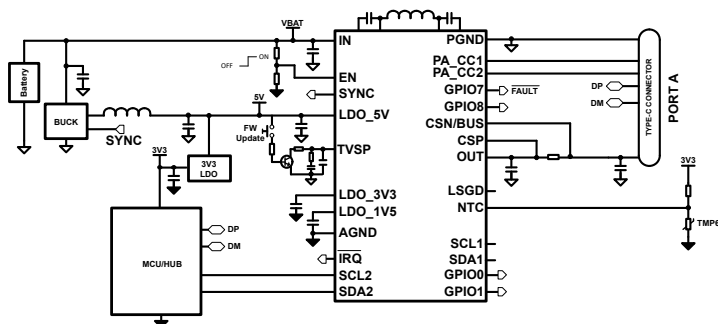 VBAT
IN
PGND
OFF
ON
PA_CC1
PA_CC2
EN
Battery
SYNC
GPIO7
FAULT
DP
BUCK
5V
GPIO8
DM
LDO_5V
CSN/BUS
SYNC
FW
Update
CSP
TYPE-C CONNECTOR
PORT A
3V3
TVSP
OUT
3V3
3V3
LDO
LDO_3V3
LSGD
LDO_1V5
NTC
TMP6
DP
AGND
DM
IRQ
SCL1
MCU/HUB
SDA1
SCL2
GPIO0
SDA2
GPIO1